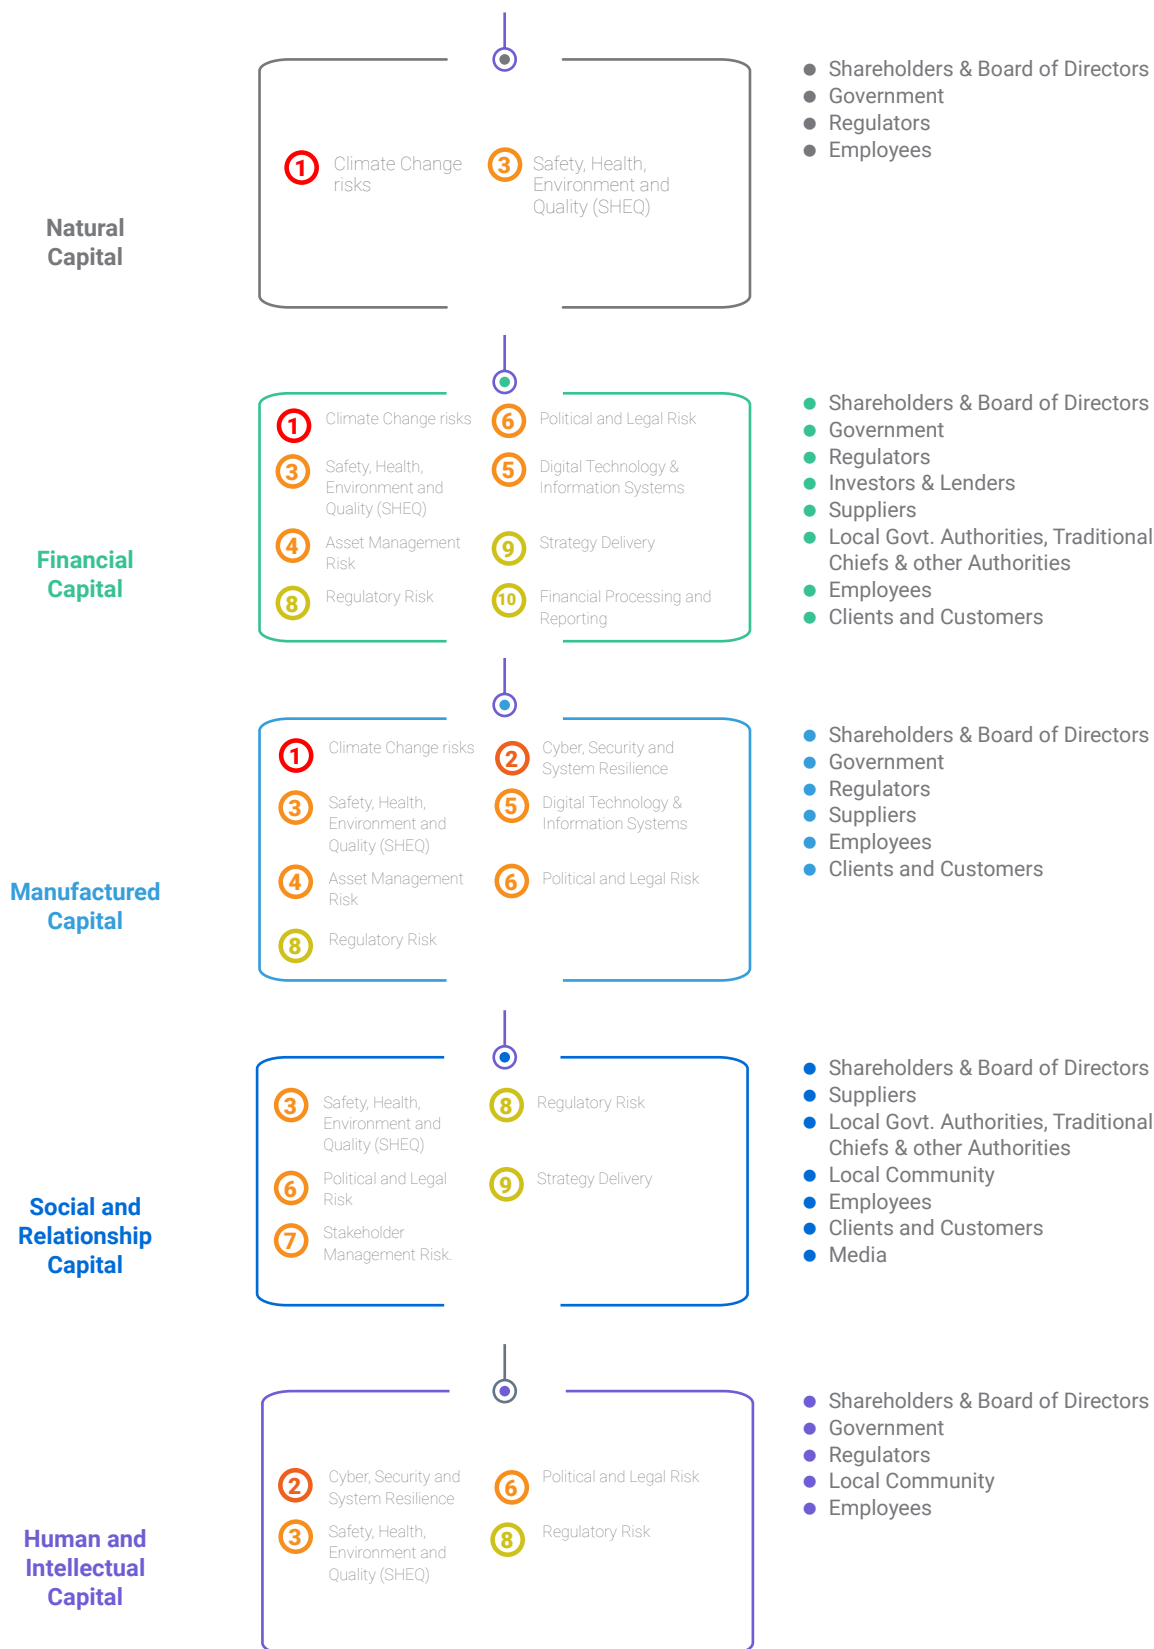 Natural
Capital
1
Climate Change
risks
3
Safety, Health,
Environment and
Quality (SHEQ)
Shareholders & Board of Directors
Government
Regulators
Employees
Financial
Capital
1
Climate Change risks
6
Political and Legal Risk
3
Safety, Health,
Environment and
Quality (SHEQ)
5
Digital Technology &
Information Systems
4
Asset Management
Risk
9
Strategy Delivery
8
Regulatory Risk
10
Financial Processing and
Reporting
Shareholders & Board of Directors
Government
Regulators
Investors & Lenders
Suppliers
Local Govt. Authorities, Traditional
Chiefs & other Authorities
Employees
Clients and Customers
Manufactured
Capital
1
Climate Change risks
2
Cyber, Security and
System Resilience
3
Safety, Health,
Environment and
Quality (SHEQ)
5
Digital Technology &
Information Systems
4
Asset Management
Risk
6
Political and Legal Risk
8
Regulatory Risk
Shareholders & Board of Directors
Government
Regulators
Suppliers
Employees
Clients and Customers
Social and
Relationship
Capital
3
Safety, Health,
Environment and
Quality (SHEQ)
8
Regulatory Risk
6
Political and Legal
Risk
9
Strategy Delivery
7
Stakeholder
Management Risk.
Shareholders & Board of Directors
Suppliers
Local Govt. Authorities, Traditional
Chiefs & other Authorities
Local Community
Employees
Clients and Customers
Media
Human and
Intellectual
Capital
2
Cyber, Security and
System Resilience
6
Political and Legal Risk
3
Safety, Health,
Environment and
Quality (SHEQ)
8
Regulatory Risk
Shareholders & Board of Directors
Government
Regulators
Local Community
Employees